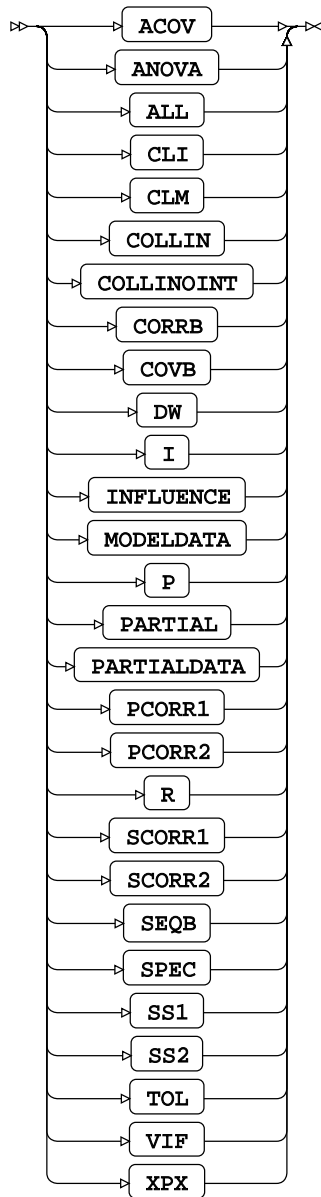 ACOV
ANOVA
ALL
CLI
CLM
COLLIN
COLLINOINT
CORRB
COVB
DW
I
INFLUENCE
MODELDATA
P
PARTIAL
PARTIALDATA
PCORR1
PCORR2
R
SCORR1
SCORR2
SEQB
SPEC
SS1
SS2
TOL
VIF
XPX